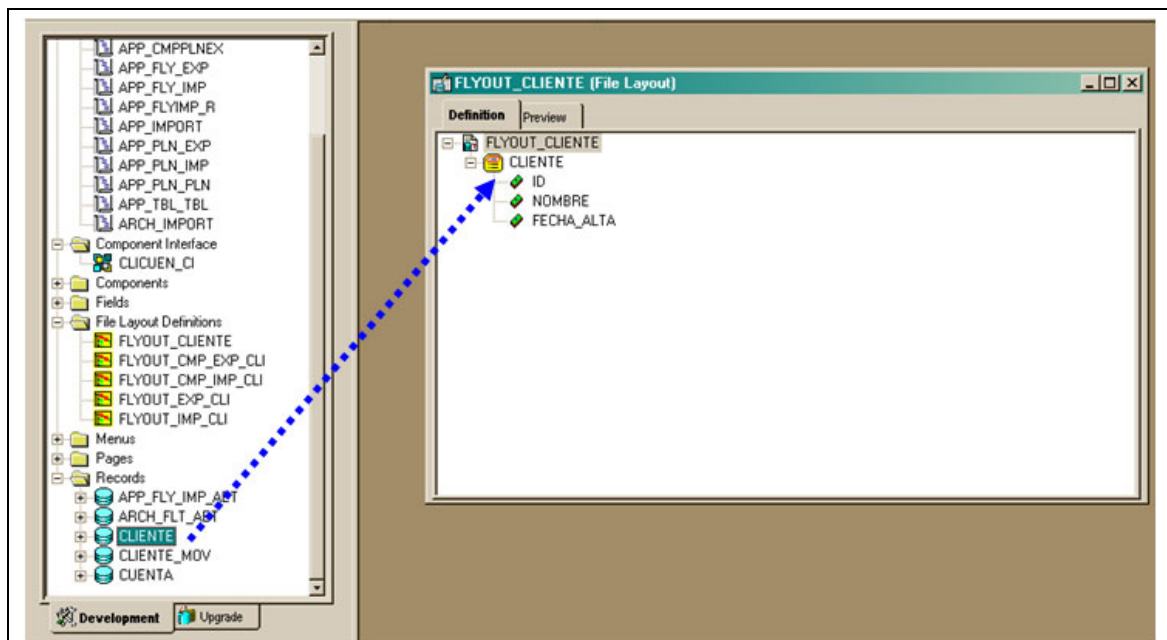 APP_CMPPLNEX
APP_FLY_EXP
APP_FLY_IMP
APP_FLYIMP_R
APP_IMPORT
APP_PLN_EXP
APP_PLN_IMP
APP_PLN_PLN
APP_TBL_TBL
ARCH_IMPORT
Component Interface
CLICUEN_CI
Components
Fields
File Layout Definitions
FLYOUT_CLIENTE
FLYOUT_CMP_EXP_CLI
FLYOUT_CMP_IMP_CLI
FLYOUT_EXP_CLI
FLYOUT_IMP_CLI
Menus
Pages
Records
APP_FLY_IMP_AET
ARCH_FLT_AET
CLIENTE
CLIENTE_MOV
CUENTA
Development Upgrade
FLYOUT_CLIENTE (File Layout)
Definition Preview
FLYOUT_CLIENTE
CLIENTE
ID
NOMBRE
FECHA_ALTA